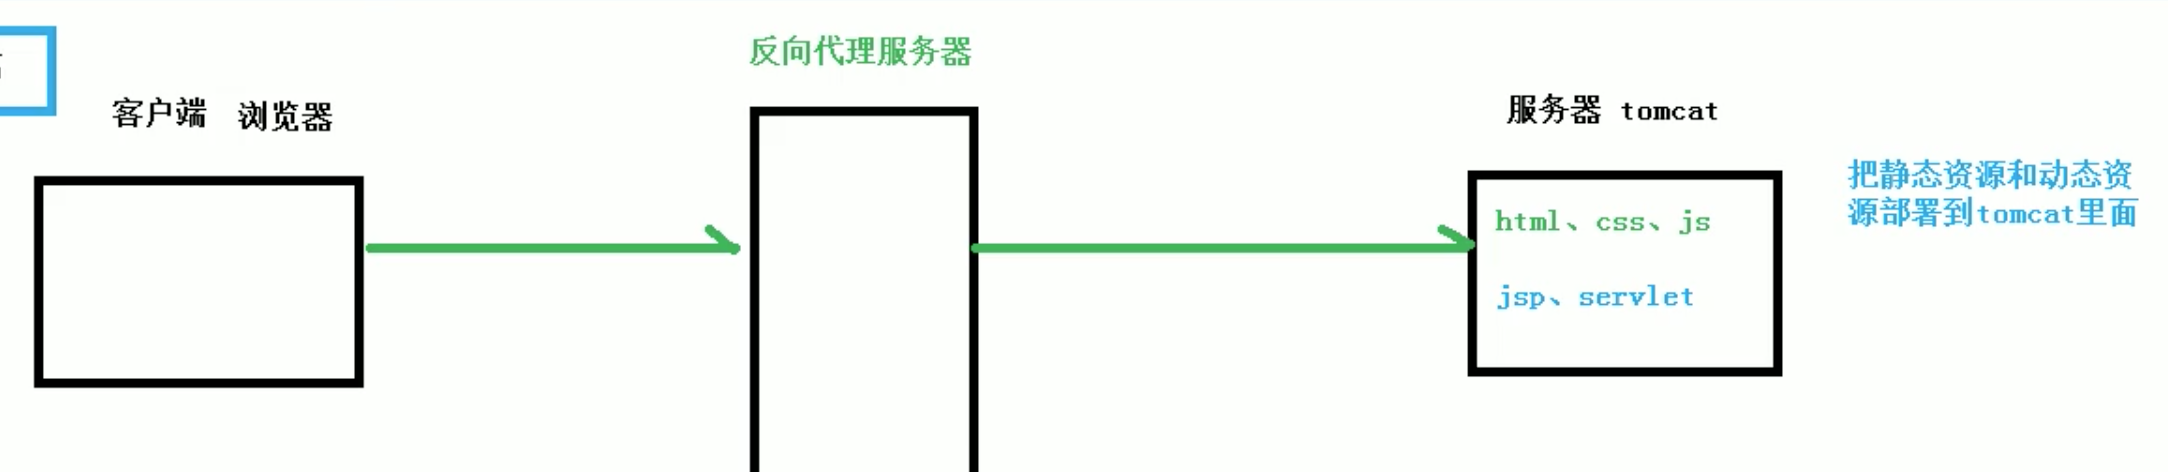 反向代理服务器
客户端 浏览器
服务器 tomcat
把静态资源和动态资
源部署到tomcat里面
html、css、js
jsp、servlet